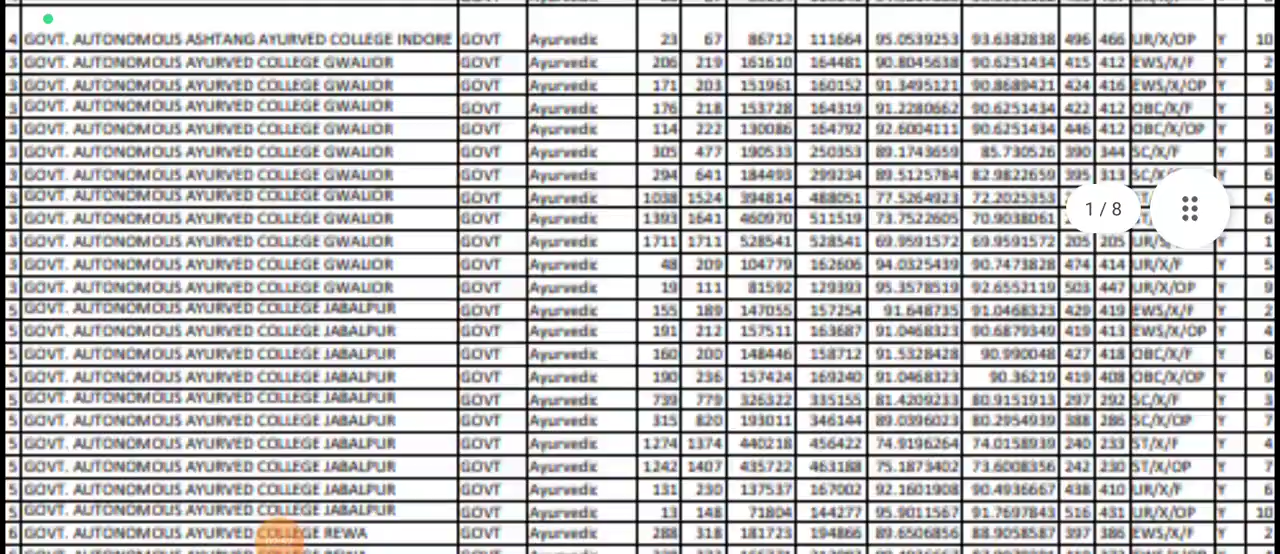 4 GOVT. AUTONOMOUS ASHTANG AYURVED COLLEGE INDORE GOVT Ayurvedic 23 67 86712 111664 95.0539253 93.6382838 496 466 UR/X/OP Y 10
3 GOVT. AUTONOMOUS AYURVED COLLEGE GWALIOR GOVT Ayurvedic 206 219 161610 164481 90.8045638 90.6251434 415 412 EWS/X/F Y 2
3 GOVT. AUTONOMOUS AYURVED COLLEGE GWALIOR GOVT Ayurvedic 171 203 151961 160152 91.3495121 90.8689421 424 416 EWS/X/OP Y 3
3 GOVT. AUTONOMOUS AYURVED COLLEGE GWALIOR GOVT Ayurvedic 176 218 153728 164319 91.2280662 90.6251434 422 412 OBC/X/F Y 5
3 GOVT. AUTONOMOUS AYURVED COLLEGE GWALIOR GOVT Ayurvedic 114 222 130086 164792 92.6004111 90.6251434 446 412 OBC/X/OP Y 9
3 GOVT. AUTONOMOUS AYURVED COLLEGE GWALIOR GOVT Ayurvedic 305 477 190533 250353 89.1743659 85.730526 390 344 SC/X/F Y 3
3 GOVT. AUTONOMOUS AYURVED COLLEGE GWALIOR GOVT Ayurvedic 294 641 184493 299234 89.5125784 82.9822659 395 313 Y 6
3 GOVT. AUTONOMOUS AYURVED COLLEGE GWALIOR GOVT Ayurvedic 1038 1524 394814 488051 77.5264923 72.2025353 4
3 GOVT. AUTONOMOUS AYURVED COLLEGE GWALIOR GOVT Ayurvedic 1393 1641 460970 511519 73.7522605 70.9038061 6
1 / 8
3 GOVT. AUTONOMOUS AYURVED COLLEGE GWALIOR GOVT Ayurvedic 1711 1711 528541 528541 69.9591572 69.9591572 205 205 Y 1
3 GOVT. AUTONOMOUS AYURVED COLLEGE GWALIOR GOVT Ayurvedic 48 209 104779 162606 94.0325439 90.7473828 474 414 UR/X/F Y 5
3 GOVT. AUTONOMOUS AYURVED COLLEGE GWALIOR GOVT Ayurvedic 19 111 81592 129393 95.3578519 92.6552119 503 447 UR/X/OP Y 9
5 GOVT. AUTONOMOUS AYURVED COLLEGE JABALPUR GOVT Ayurvedic 155 189 147055 157254 91.648735 91.0468323 429 419 EWS/X/F Y 2
5 GOVT. AUTONOMOUS AYURVED COLLEGE JABALPUR GOVT Ayurvedic 191 212 157511 163687 91.0468323 90.6879349 419 413 EWS/X/OP Y 4
5 GOVT. AUTONOMOUS AYURVED COLLEGE JABALPUR GOVT Ayurvedic 160 200 148446 158712 91.5328428 90.990048 427 418 OBC/X/F Y 6
5 GOVT. AUTONOMOUS AYURVED COLLEGE JABALPUR GOVT Ayurvedic 190 236 157424 169240 91.0468323 90.36219 419 408 OBC/X/OP Y 9
5 GOVT. AUTONOMOUS AYURVED COLLEGE JABALPUR GOVT Ayurvedic 739 779 326322 335155 81.4209233 80.9151913 297 292 SC/X/F Y 3
5 GOVT. AUTONOMOUS AYURVED COLLEGE JABALPUR GOVT Ayurvedic 315 820 193011 346144 89.0396023 80.2954939 388 286 SC/X/OP Y 7
5 GOVT. AUTONOMOUS AYURVED COLLEGE JABALPUR GOVT Ayurvedic 1274 1374 440218 456422 74.9196264 74.0158939 240 233 ST/X/F Y 4
5 GOVT. AUTONOMOUS AYURVED COLLEGE JABALPUR GOVT Ayurvedic 1242 1407 435722 463188 75.1873402 73.6008356 242 230 ST/X/OP Y 7
5 GOVT. AUTONOMOUS AYURVED COLLEGE JABALPUR GOVT Ayurvedic 131 230 137537 167002 92.1601908 90.4936667 438 410 UR/X/F Y 6
5 GOVT. AUTONOMOUS AYURVED COLLEGE JABALPUR GOVT Ayurvedic 13 148 71804 144277 95.9011567 91.7697843 516 431 UR/X/OP Y 10
6 GOVT. AUTONOMOUS AYURVED COLLEGE REWA GOVT Ayurvedic 288 318 181723 194866 89.6506856 88.9058587 397 386 EWS/X/F Y 2